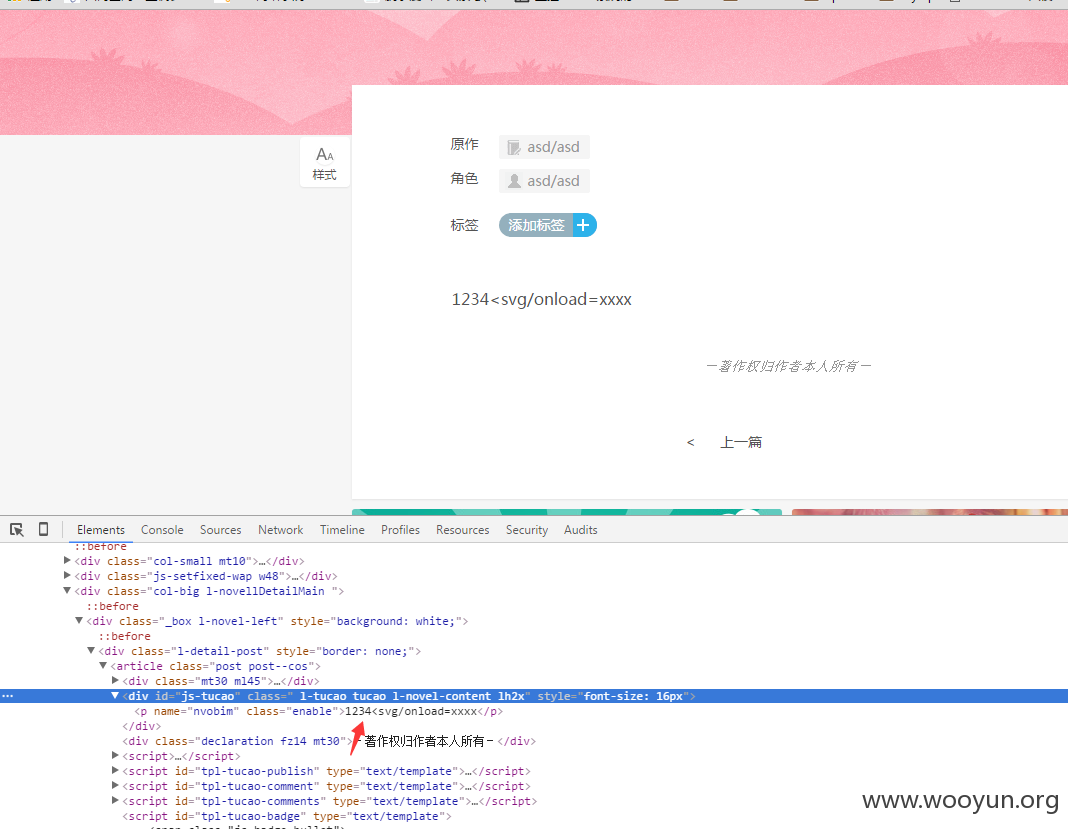 原作 asd/asd
角色 asd/asd
AA
样式
标签 添加标签 +
1234<svg/onload=xxxx
－著作权归作者本人所有－
< 上一篇
Elements Console Sources Network Timeline Profiles Resources Security Audits
::before
▶<div class="col-small mt10">…</div>
▶<div class="js-setfixed-wap w48">…</div>
▼<div class="col-big l-novellDetailMain ">
::before
▼<div class="_box l-novel-left" style="background: white;">
::before
▼<div class="l-detail-post" style="border: none;">
▼<article class="post post--cos">
▶<div class="mt30 ml45">…</div>
▼<div id="js-tucao" class=" l-tucao tucao l-novel-content lh2x" style="font-size: 16px">
<p name="nvobim" class="enable">1234<svg/onload=xxxx</p>
</div>
<div class="declaration fz14 mt30">－著作权归作者本人所有－</div>
▶<script>…</script>
▶<script id="tpl-tucao-publish" type="text/template">…</script>
▶<script id="tpl-tucao-comment" type="text/template">…</script>
▶<script id="tpl-tucao-comments" type="text/template">…</script>
<script id="tpl-tucao-badge" type="text/template">
www.wooyun.org